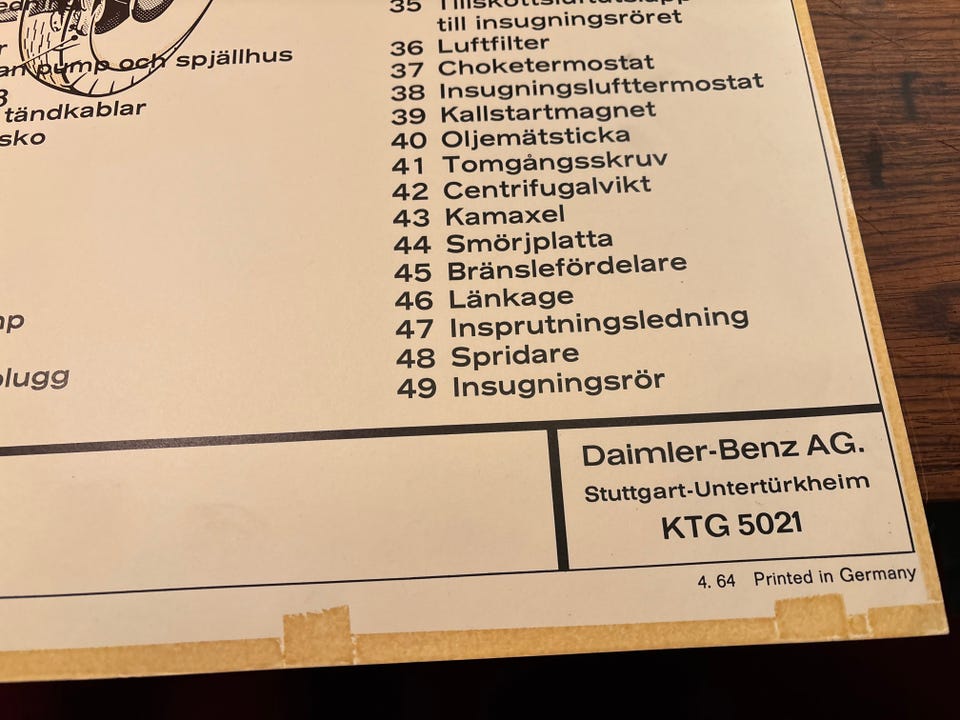 pump och spjällhus
tändkablar
35
till insugningsröret
36 Luftfilter
37 Choketermostat
38 Insugningslufttermostat
39 Kallstartmagnet
40 Oljemätsticka
41 Tomgångsskruv
42 Centrifugalvikt
43 Kamaxel
44 Smörjplatta
45 Bränslefördelare
46 Länkage
47 Insprutningsledning
48 Spridare
49 Insugningsrör
Daimler-Benz AG.
Stuttgart-Untertürkheim
KTG 5021
4. 64 Printed in Germany